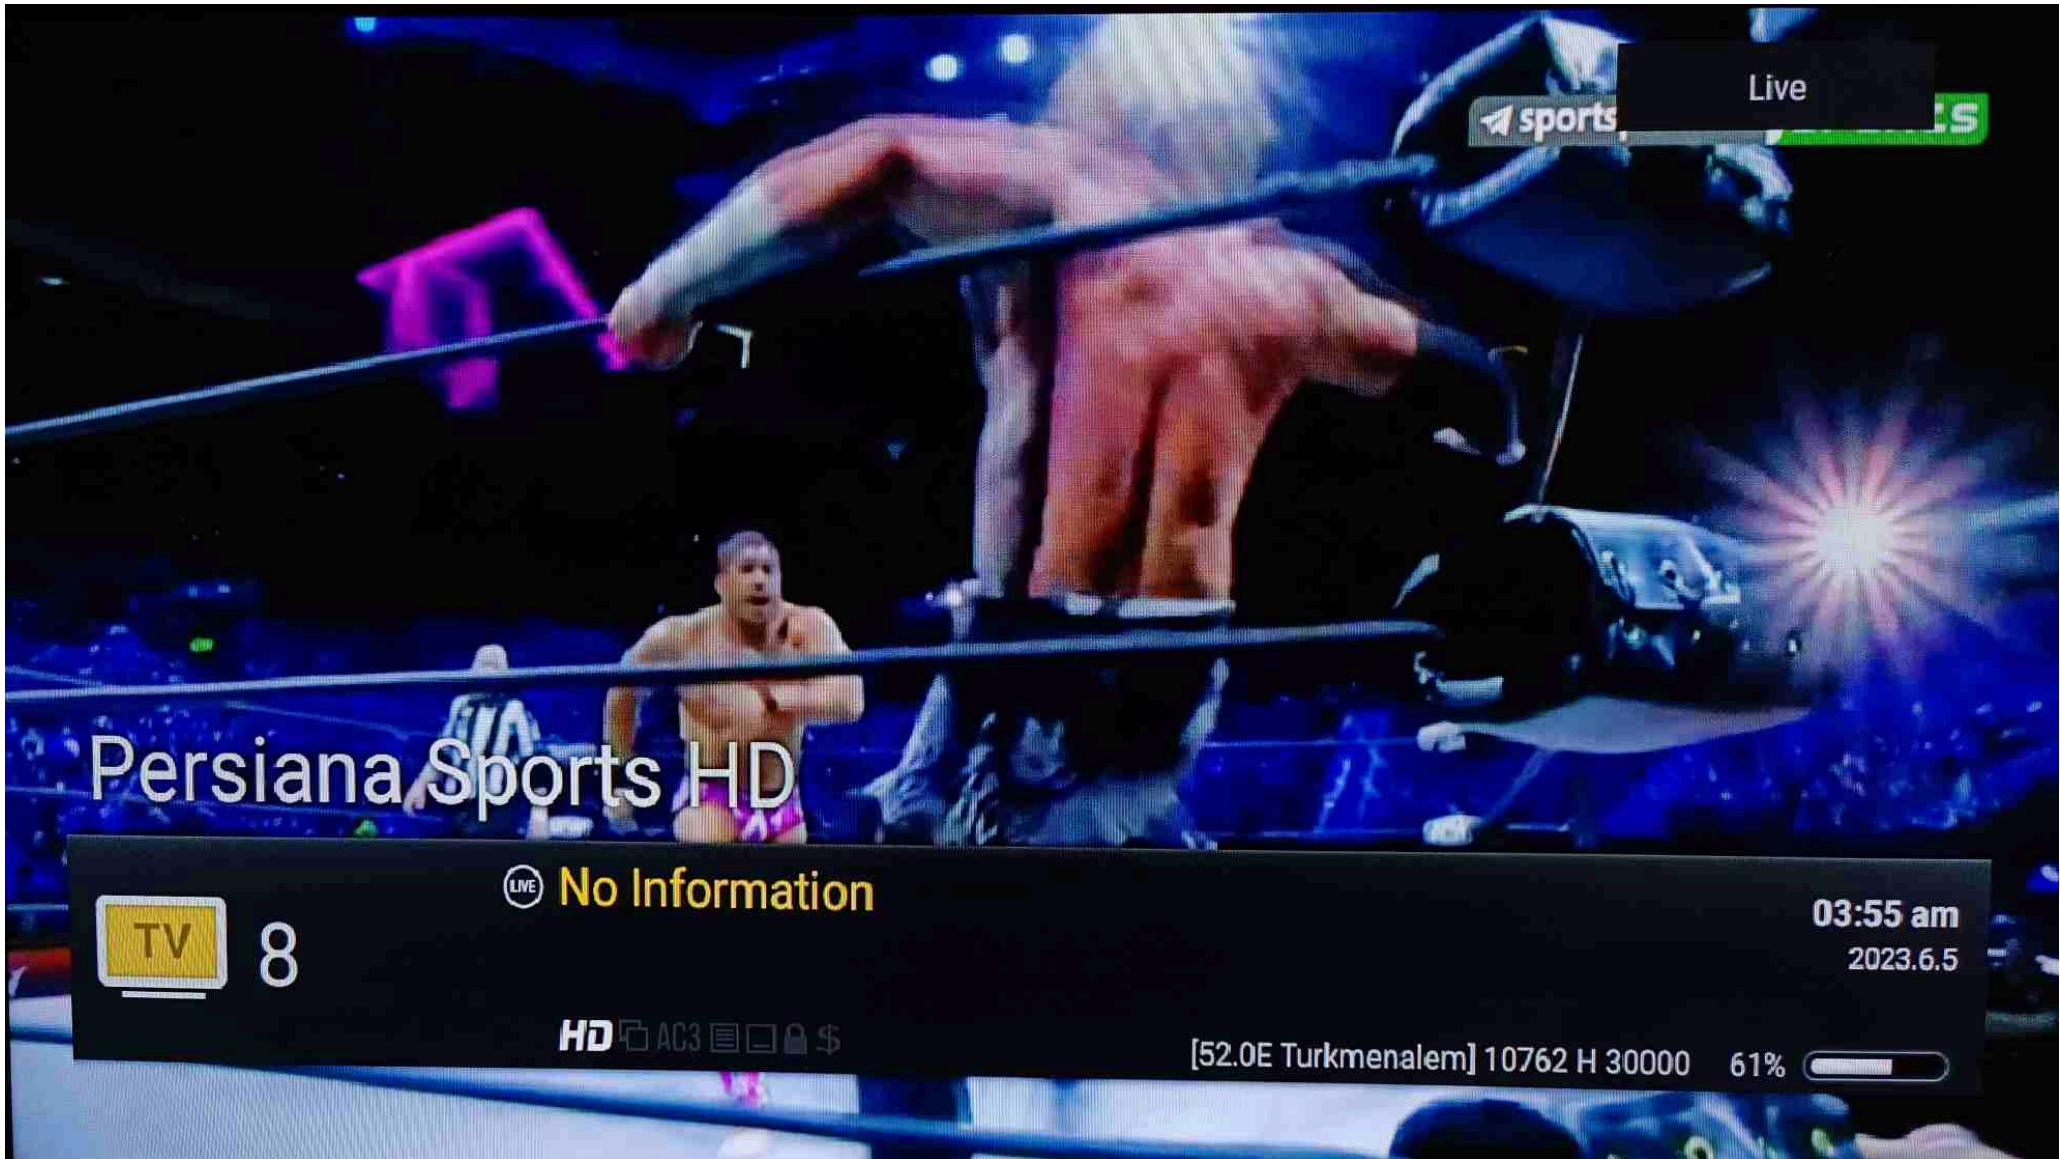 Live
sports
Persiana Sports HD
LIVE No Information
TV 8
03:55 am
2023.6.5
HD AC3 $
[52.0E Turkmenalem] 10762 H 30000 61%